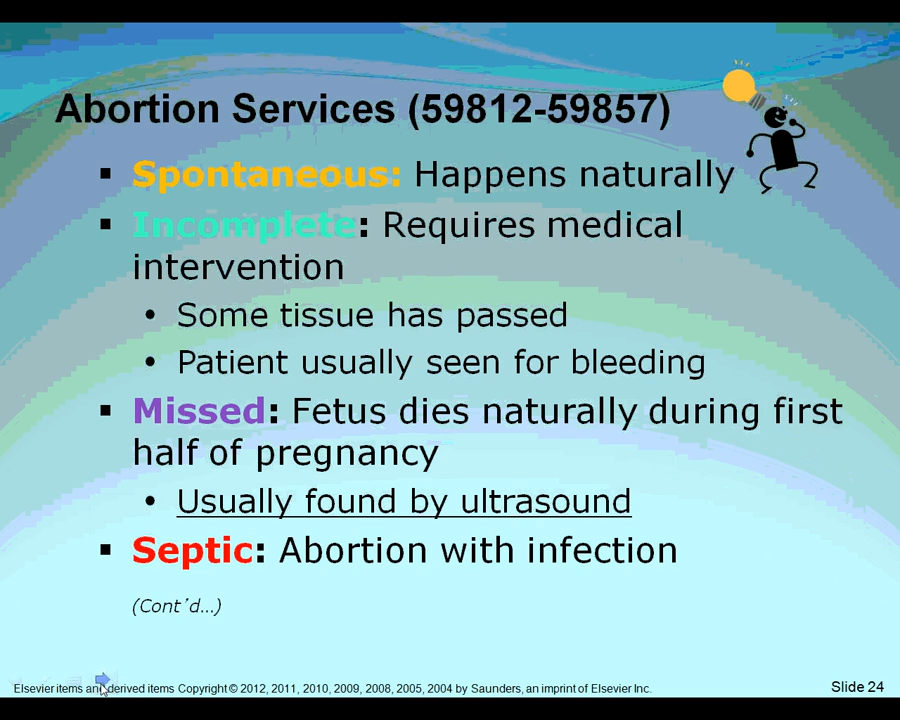 Abortion Services (59812-59857)
▪ Spontaneous: Happens naturally
▪ Incomplete: Requires medical
intervention
• Some tissue has passed
• Patient usually seen for bleeding
▪ Missed: Fetus dies naturally during first
half of pregnancy
• Usually found by ultrasound
▪ Septic: Abortion with infection
(Cont’d…)
Elsevier items and derived items Copyright © 2012, 2011, 2010, 2009, 2008, 2005, 2004 by Saunders, an imprint of Elsevier Inc.
Slide 24